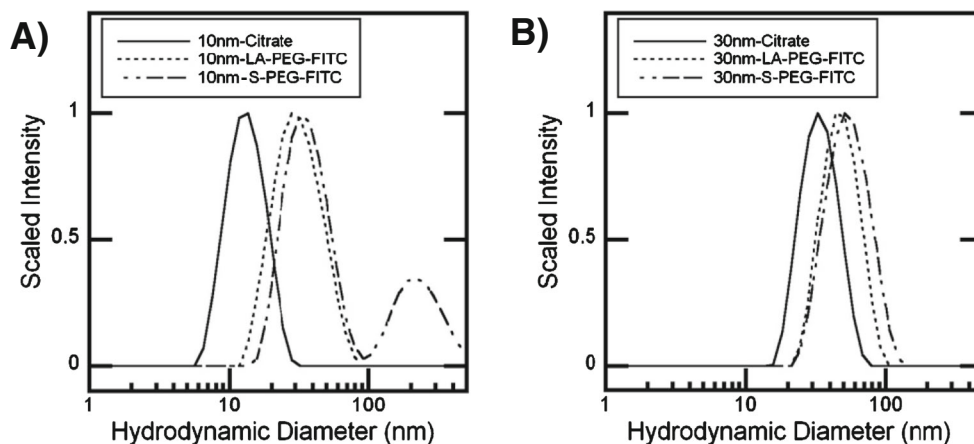 A)
10nm-Citrate
10nm-LA-PEG-FITC
10nm-S-PEG-FITC
1
0.5
0
Scaled Intensity
1
10
100
Hydrodynamic Diameter (nm)
B)
30nm-Citrate
30nm-LA-PEG-FITC
30nm-S-PEG-FITC
1
0.5
0
Scaled Intensity
1
10
100
Hydrodynamic Diameter (nm)